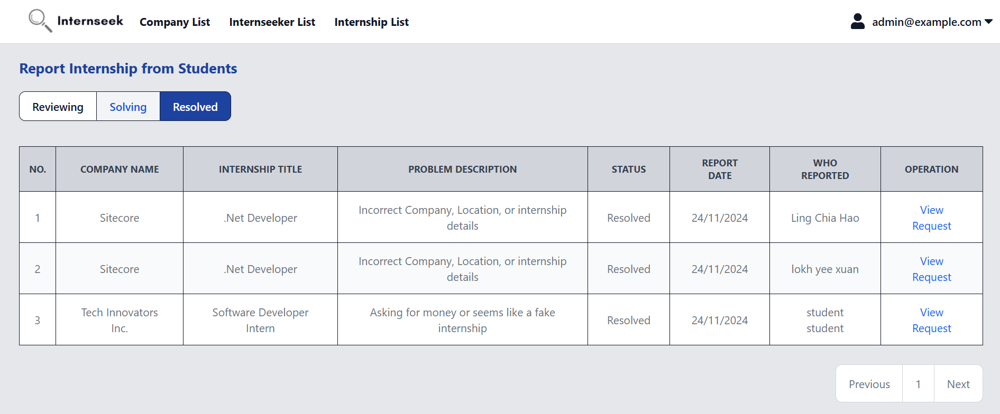 Internseek Company List Internseeker List Internship List admin@example.com
Report Internship from Students
Reviewing Solving Resolved
NO. COMPANY NAME INTERNSHIP TITLE PROBLEM DESCRIPTION STATUS REPORT DATE WHO REPORTED OPERATION
1 Sitecore .Net Developer Incorrect Company, Location, or internship details Resolved 24/11/2024 Ling Chia Hao View Request
2 Sitecore .Net Developer Incorrect Company, Location, or internship details Resolved 24/11/2024 lokh yee xuan View Request
3 Tech Innovators Inc. Software Developer Intern Asking for money or seems like a fake internship Resolved 24/11/2024 student student View Request
Previous 1 Next